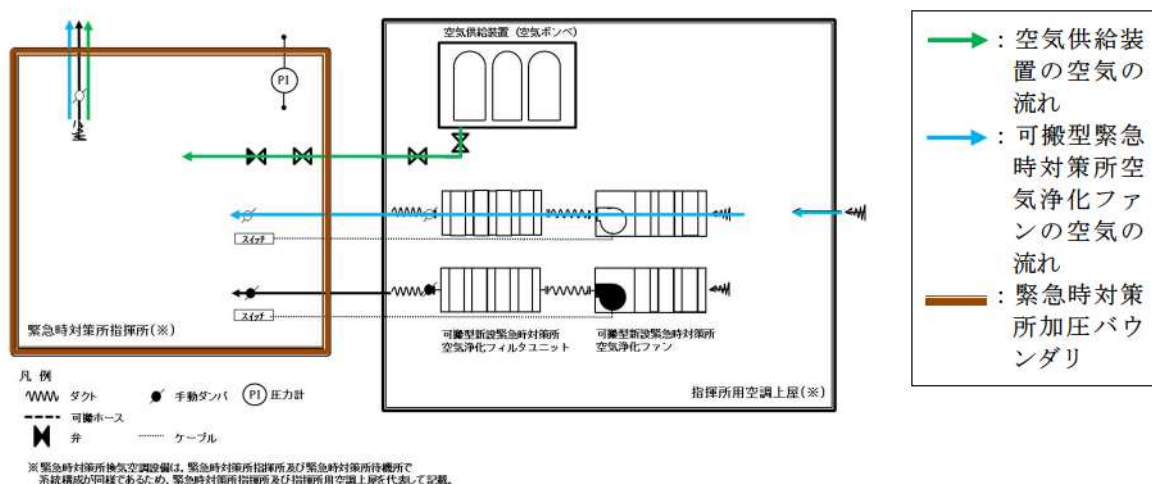 空気供給装置（空気ボンベ）
PI
スイッチ
スイッチ
緊急時対策所指揮所(※)
可搬型新設緊急時対策所
空気浄化フィルタユニット
可搬型新設緊急時対策所
空気浄化ファン
指揮所用空調上屋(※)
凡 例
ダクト
手動ダンパ
PI 圧力計
可搬ホース
弁
ケーブル
※ 緊急時対策所換気空調設備は、緊急時対策所指揮所及び緊急時対策所待機所で
系統構成が同様であるため、緊急時対策所指揮所及び指揮所用空調上屋を代表して記載。
：空気供給装
置の空気の
流れ
：可搬型緊急
時対策所空
気浄化ファ
ンの空気の
流れ
：緊急時対策
所加圧バウ
ンダリ